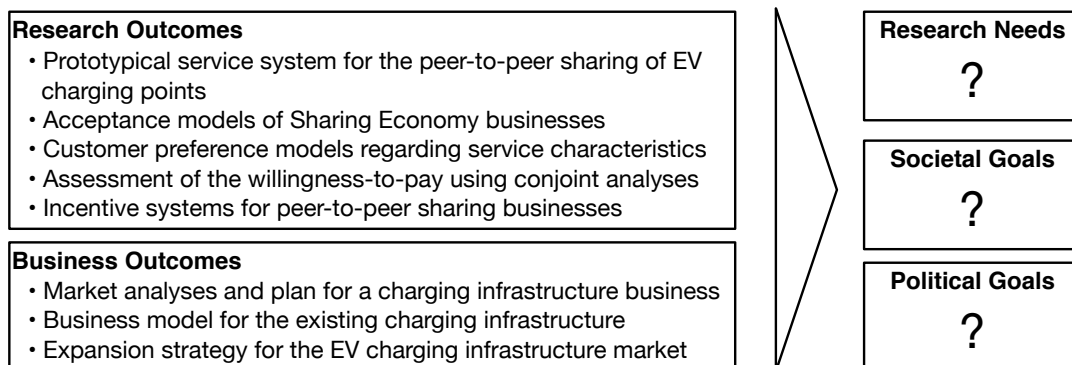 Research Outcomes
• Prototypical service system for the peer-to-peer sharing of EV
charging points
• Acceptance models of Sharing Economy businesses
• Customer preference models regarding service characteristics
• Assessment of the willingness-to-pay using conjoint analyses
• Incentive systems for peer-to-peer sharing businesses
Business Outcomes
• Market analyses and plan for a charging infrastructure business
• Business model for the existing charging infrastructure
• Expansion strategy for the EV charging infrastructure market
Research Needs
?
Societal Goals
?
Political Goals
?